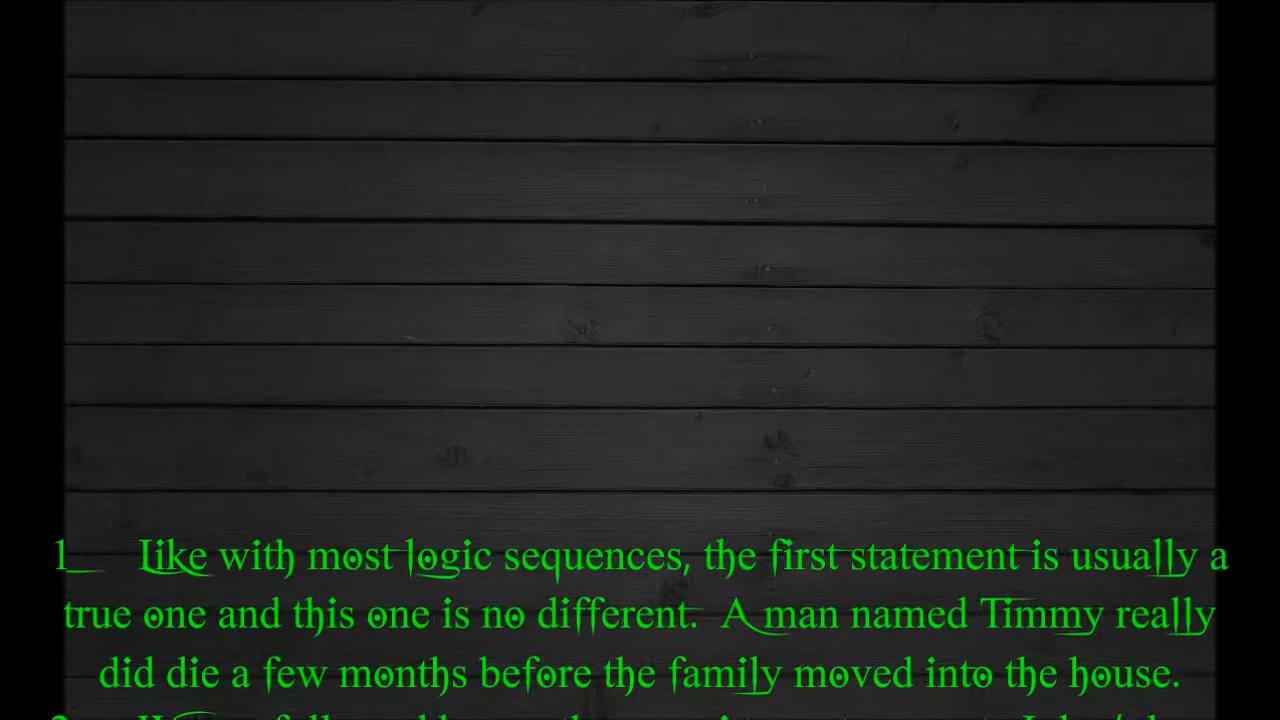 1 Like with most logic sequences, the first statement is usually a
true one and this one is no different. A man named Timmy really
did die a few months before the family moved into the house.